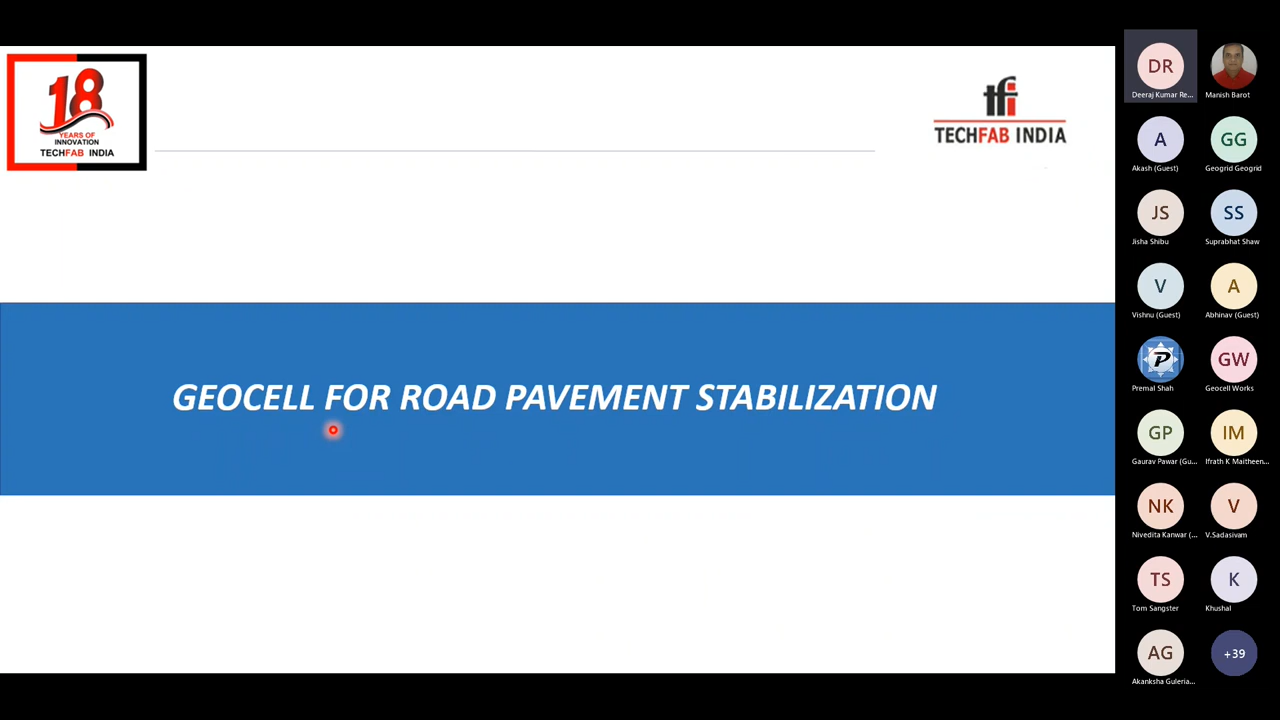 18
YEARS OF
INNOVATION
TECHFAB INDIA
tfi
TECHFAB INDIA
GEOCELL FOR ROAD PAVEMENT STABILIZATION
DR
Deeraj Kumar Re...
Manish Barot
A
Akash (Guest)
GG
Geogrid Geogrid
JS
Jisha Shibu
SS
Suprabhat Shaw
V
Vishnu (Guest)
A
Abhinav (Guest)
P
Premal Shah
GW
Geocell Works
GP
Gaurav Pawar (Gu...
IM
Ifrath K Maitheen...
NK
Nivedita Kanwar (...
V
V.Sadasivam
TS
Tom Sangster
K
Khushal
AG
Akanksha Guleria...
+39